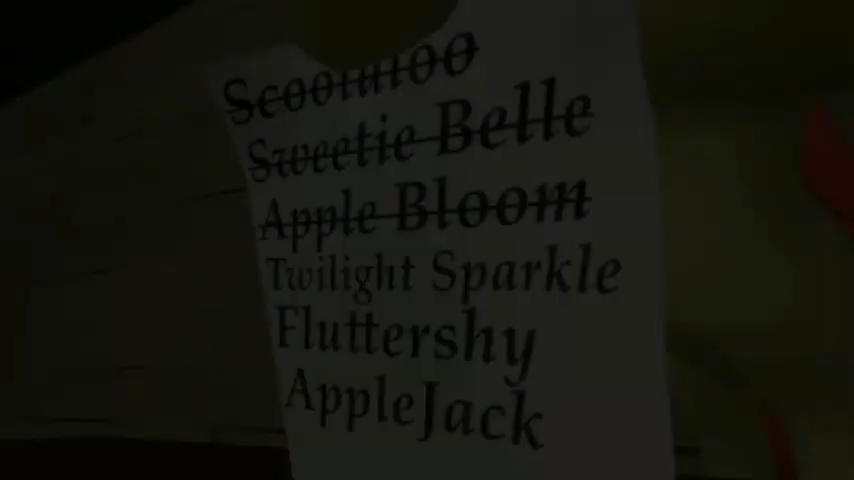 Scootaloo
Sweetie Belle
Apple Bloom
Twilight Sparkle
Fluttershy
AppleJack